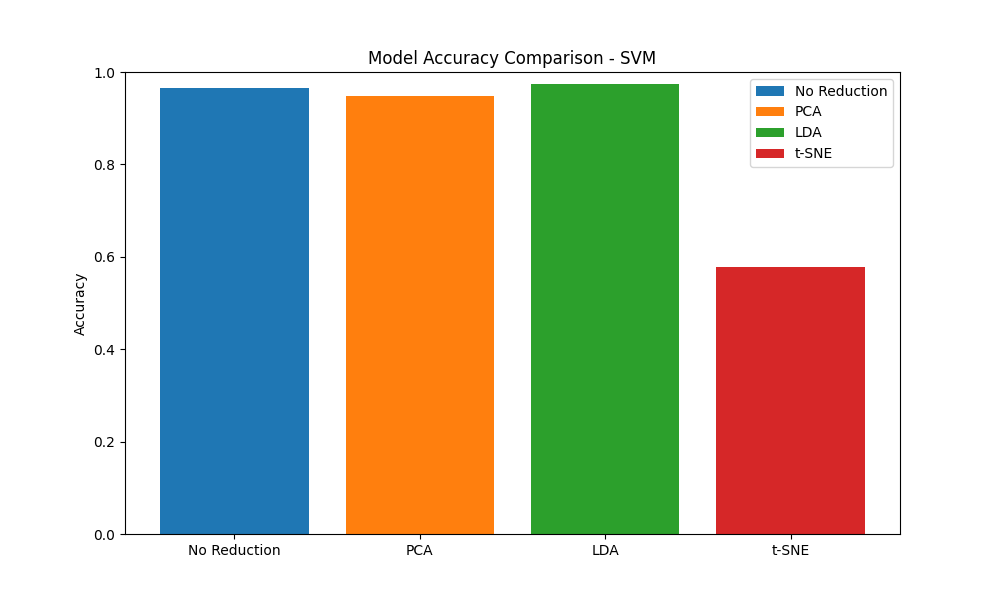 Model Accuracy Comparison - SVM
1.0
0.8
0.6
0.4
0.2
0.0
Accuracy
No Reduction
PCA
LDA
t-SNE
No Reduction
PCA
LDA
t-SNE